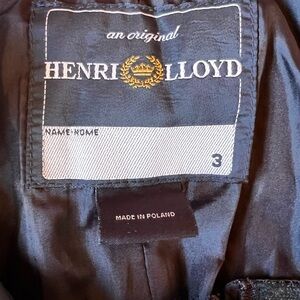 an original
HENRI LLOYD
NAME-NOME
3
MADE IN POLAND